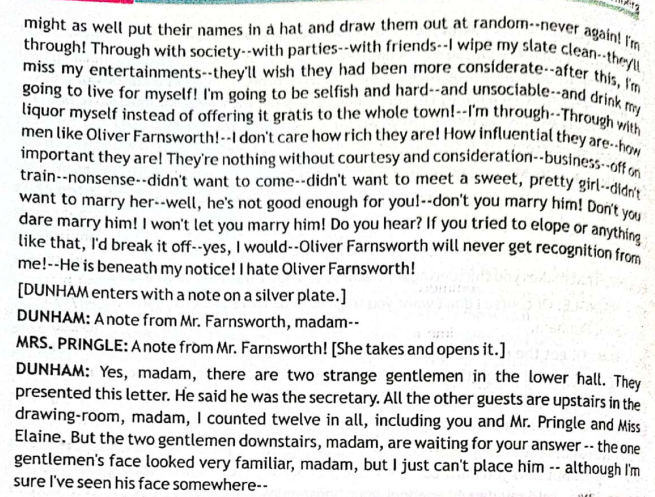 might as well put their names in a hat and draw them out at random--never again! I'm
through! Through with society--with parties--with friends--I wipe my slate clean--they'll
miss my entertainments--they'll wish they had been more considerate--after this, I'm
going to live for myself! I'm going to be selfish and hard--and unsociable--and drink my
liquor myself instead of offering it gratis to the whole town!--I'm through--Through with
men like Oliver Farnsworth!--I don't care how rich they are! How influential they are--how
important they are! They're nothing without courtesy and consideration--business--off on
train--nonsense--didn't want to come--didn't want to meet a sweet, pretty girl--didn't
want to marry her--well, he's not good enough for you!--don't you marry him! Don't you
dare marry him! I won't let you marry him! Do you hear? If you tried to elope or anything
like that, I'd break it off--yes, I would--Oliver Farnsworth will never get recognition from
me!--He is beneath my notice! I hate Oliver Farnsworth!
[DUNHAM enters with a note on a silver plate.]
DUNHAM: A note from Mr. Farnsworth, madam--
MRS. PRINGLE: A note from Mr. Farnsworth! [She takes and opens it.]
DUNHAM: Yes, madam, there are two strange gentlemen in the lower hall. They
presented this letter. He said he was the secretary. All the other guests are upstairs in the
drawing-room, madam, I counted twelve in all, including you and Mr. Pringle and Miss
Elaine. But the two gentlemen downstairs, madam, are waiting for your answer -- the one
gentlemen's face looked very familiar, madam, but I just can't place him -- although I'm
sure I've seen his face somewhere--